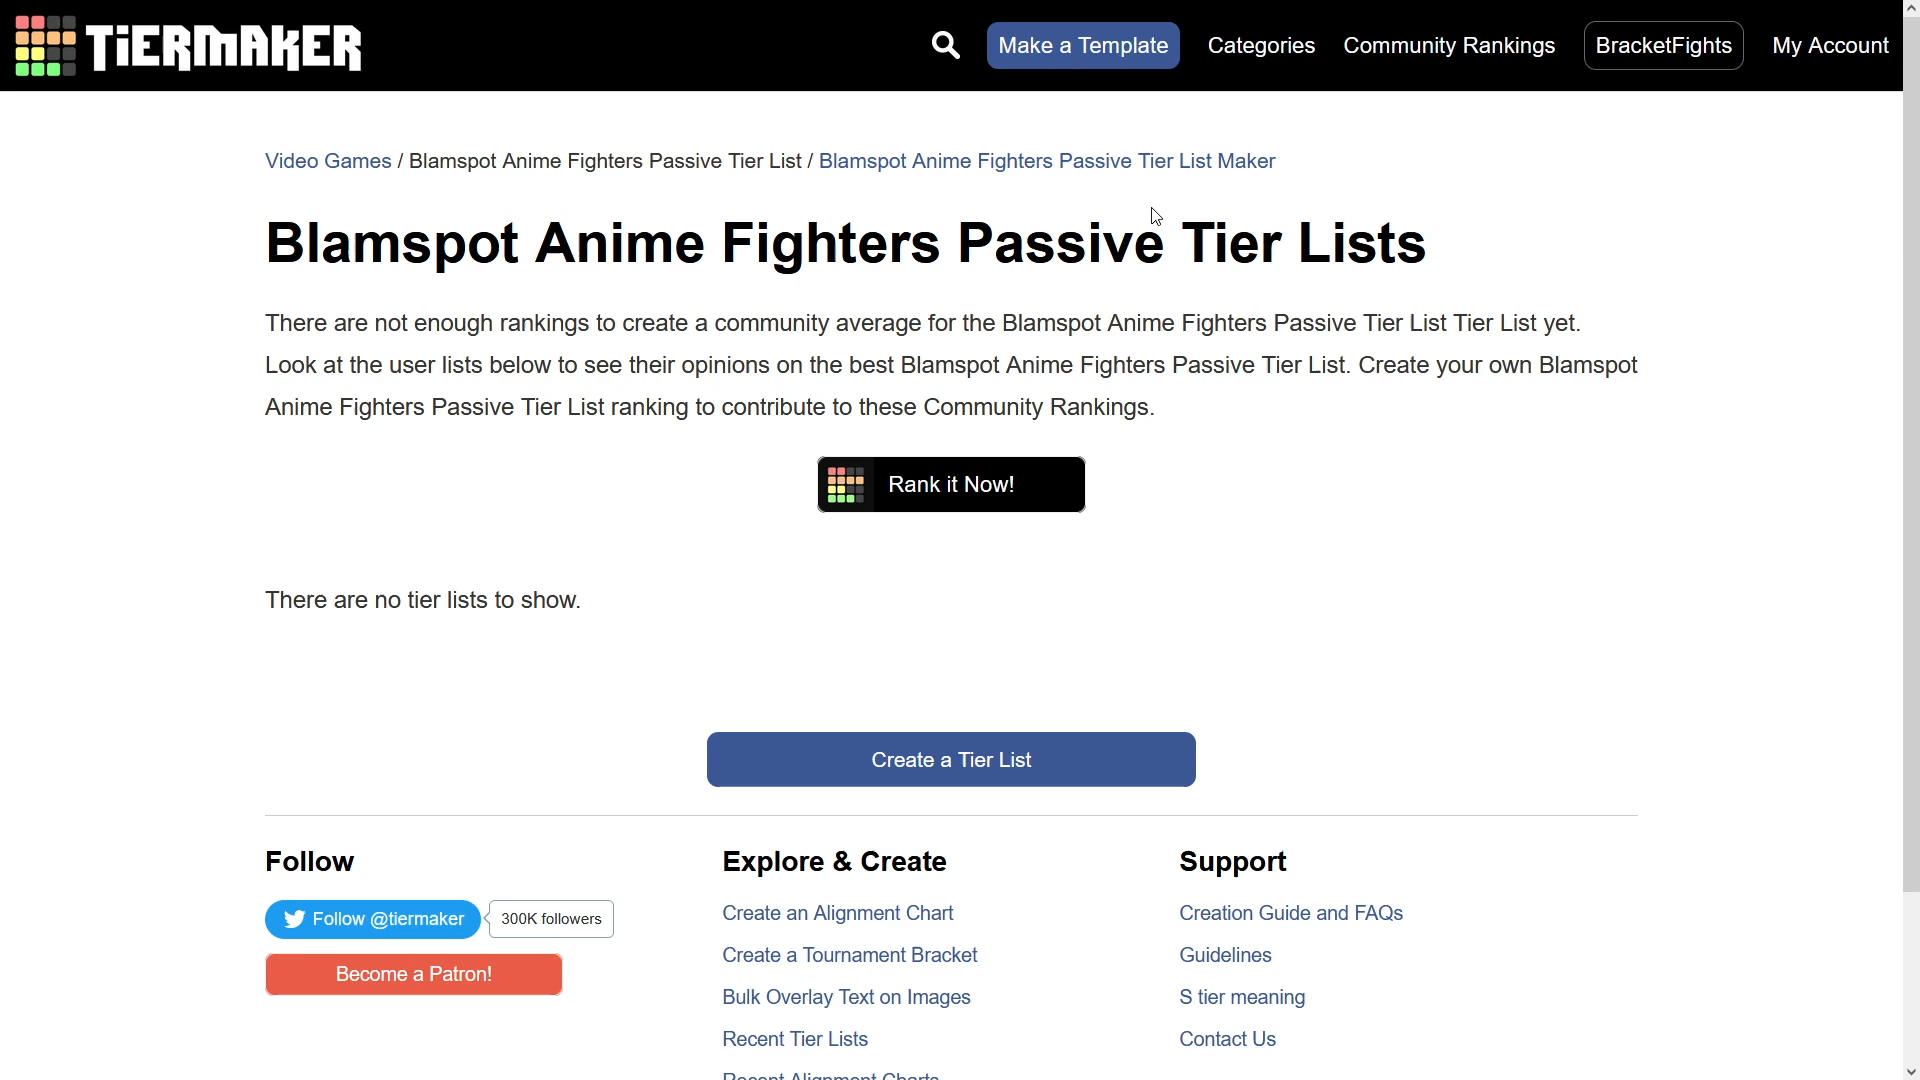 TiERMAKER
Make a Template
Categories
Community Rankings
BracketFights
My Account
Video Games / Blamspot Anime Fighters Passive Tier List / Blamspot Anime Fighters Passive Tier List Maker
Blamspot Anime Fighters Passive Tier Lists
There are not enough rankings to create a community average for the Blamspot Anime Fighters Passive Tier List Tier List yet.
Look at the user lists below to see their opinions on the best Blamspot Anime Fighters Passive Tier List. Create your own Blamspot
Anime Fighters Passive Tier List ranking to contribute to these Community Rankings.
Rank it Now!
There are no tier lists to show.
Create a Tier List
Follow
Follow @tiermaker
300K followers
Become a Patron!
Explore & Create
Create an Alignment Chart
Create a Tournament Bracket
Bulk Overlay Text on Images
Recent Tier Lists
Recent Alignment Charts
Support
Creation Guide and FAQs
Guidelines
S tier meaning
Contact Us